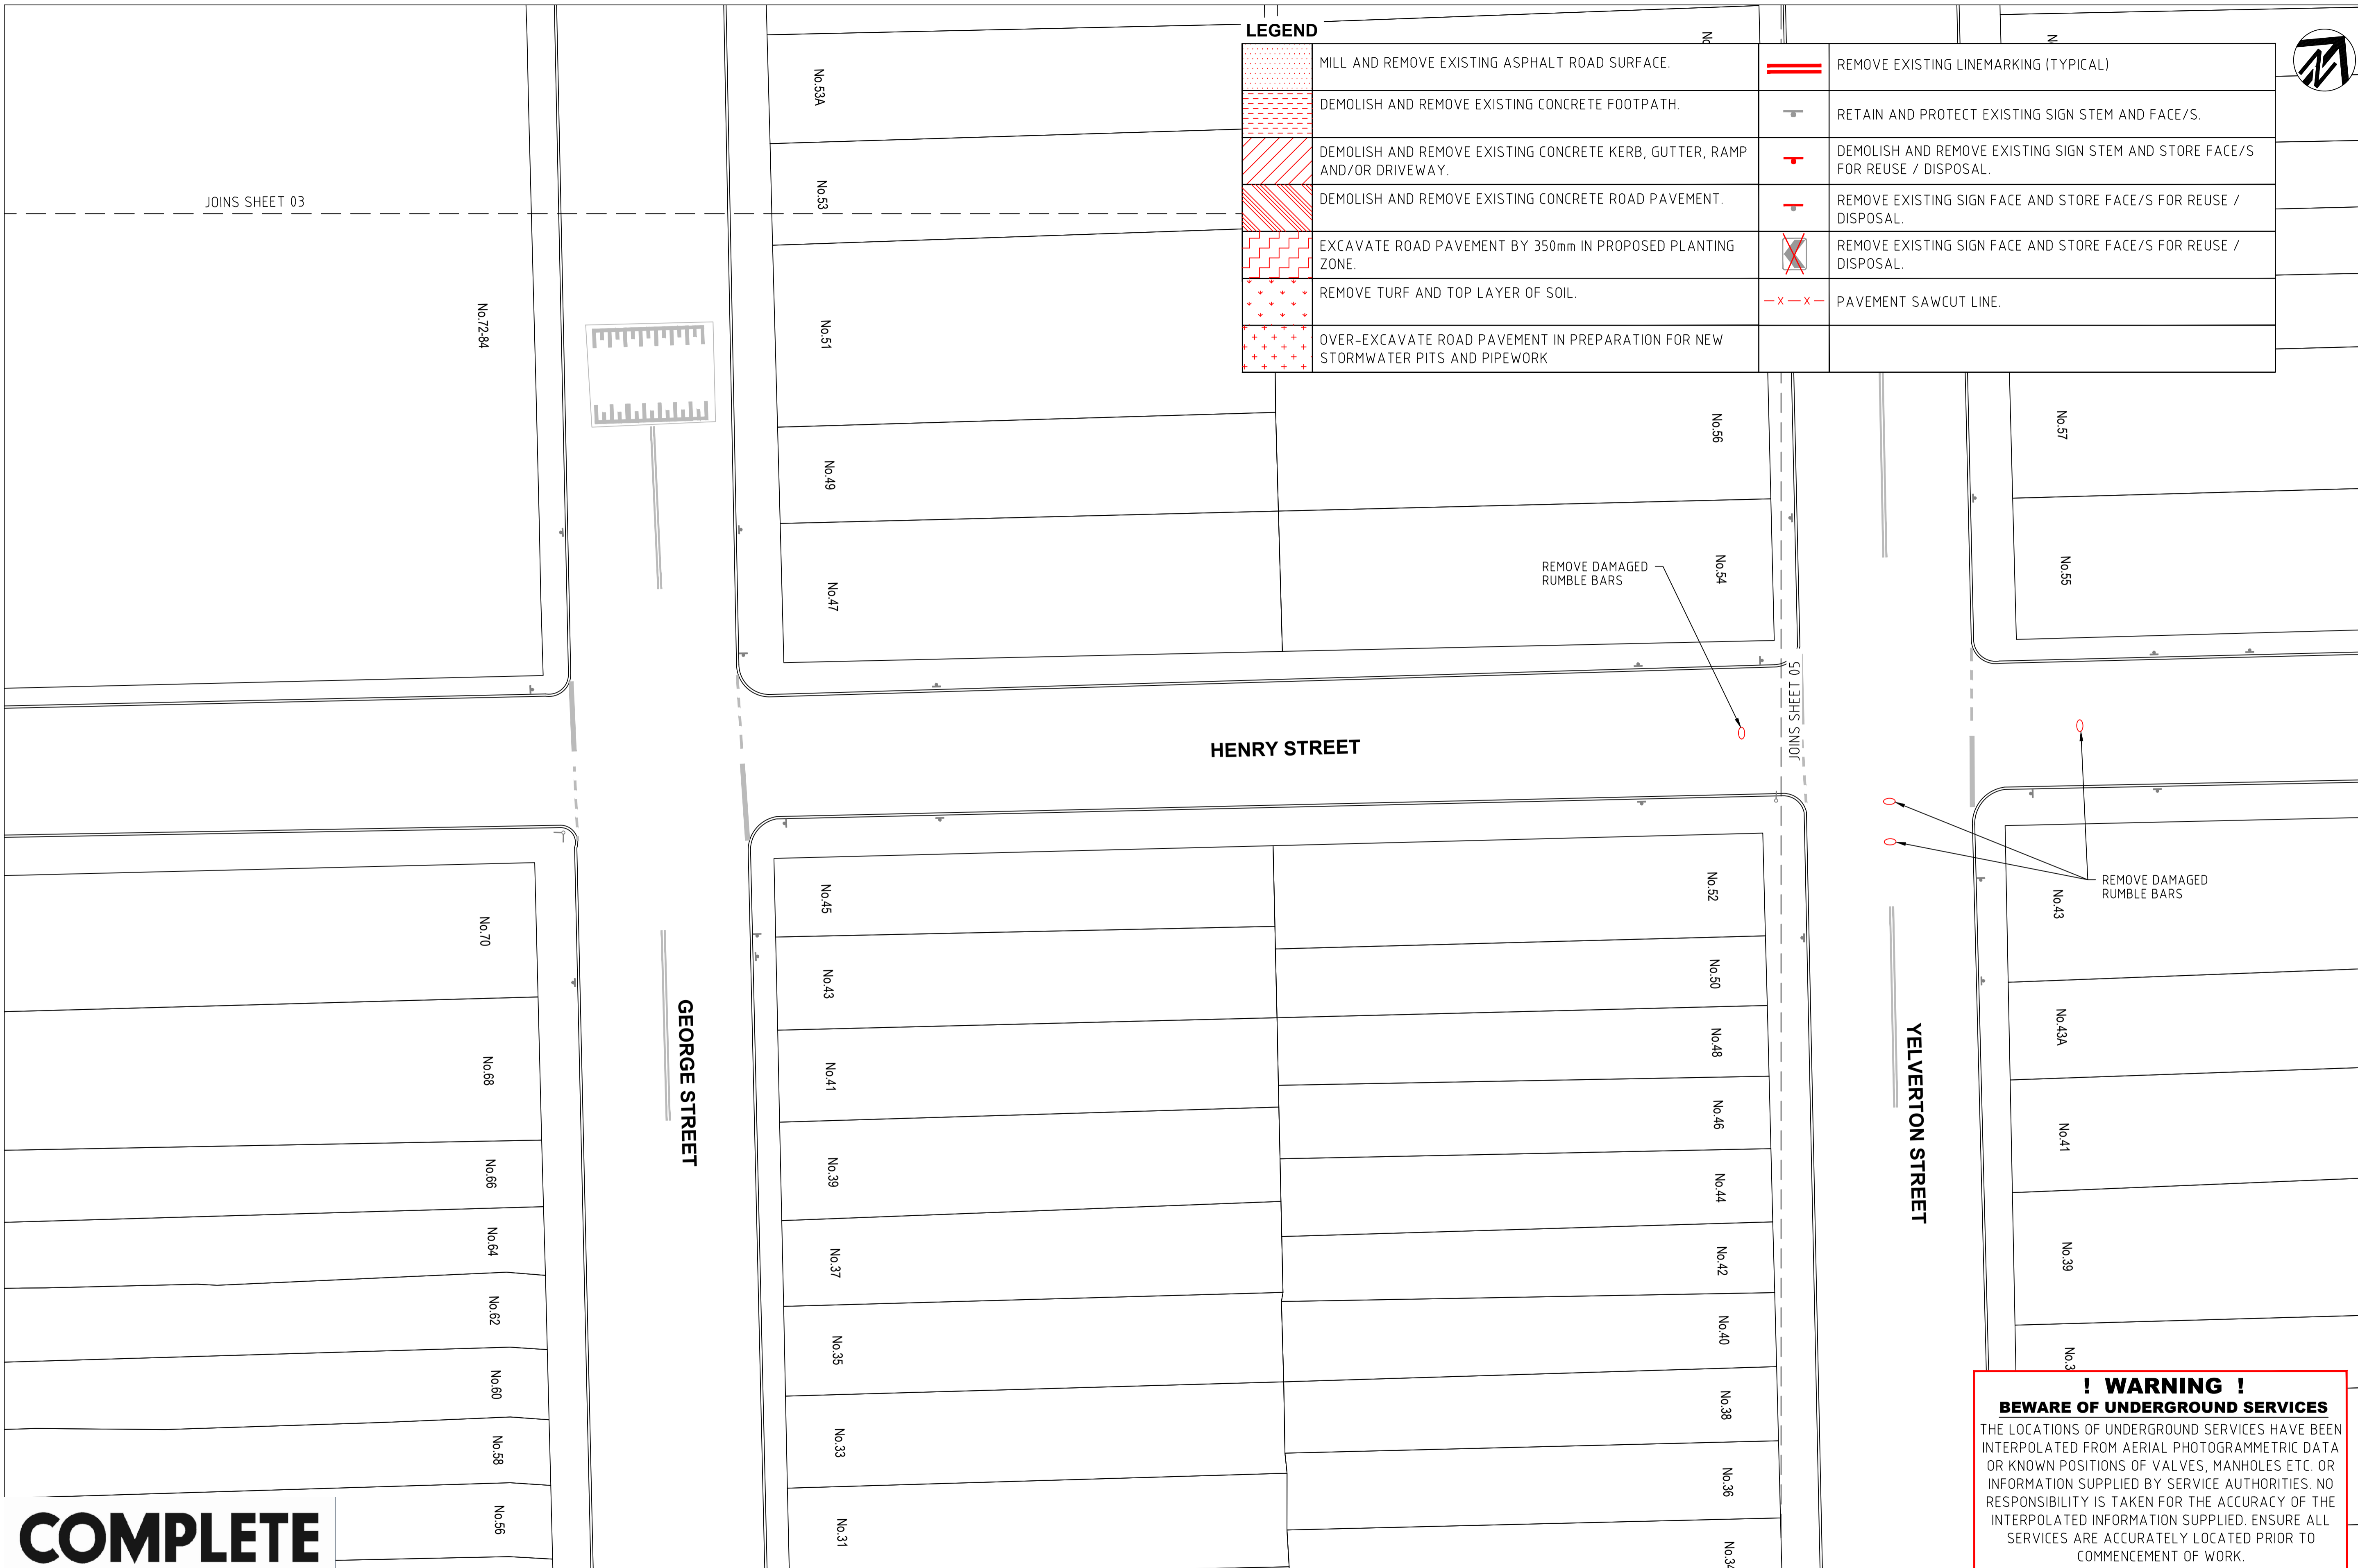 LEGEND
MILL AND REMOVE EXISTING ASPHALT ROAD SURFACE.
DEMOLISH AND REMOVE EXISTING CONCRETE FOOTPATH.
DEMOLISH AND REMOVE EXISTING CONCRETE KERB, GUTTER, RAMP
AND/OR DRIVEWAY.
DEMOLISH AND REMOVE EXISTING CONCRETE ROAD PAVEMENT.
EXCAVATE ROAD PAVEMENT BY 350mm IN PROPOSED PLANTING
ZONE.
REMOVE TURF AND TOP LAYER OF SOIL.
OVER-EXCAVATE ROAD PAVEMENT IN PREPARATION FOR NEW
STORMWATER PITS AND PIPEWORK
REMOVE EXISTING LINEMARKING (TYPICAL)
RETAIN AND PROTECT EXISTING SIGN STEM AND FACE/S.
DEMOLISH AND REMOVE EXISTING SIGN STEM AND STORE FACE/S
FOR REUSE / DISPOSAL.
REMOVE EXISTING SIGN FACE AND STORE FACE/S FOR REUSE /
DISPOSAL.
REMOVE EXISTING SIGN FACE AND STORE FACE/S FOR REUSE /
DISPOSAL.
PAVEMENT SAWCUT LINE.
JOINS SHEET 03
No.72-84
No.53A
No.53
No.51
No.49
No.47
No.56
No.54
No.57
No.55
REMOVE DAMAGED
RUMBLE BARS
JOINS SHEET 05
HENRY STREET
REMOVE DAMAGED
RUMBLE BARS
No.70
No.68
No.66
No.64
No.62
No.60
No.58
No.56
GEORGE STREET
No.45
No.43
No.41
No.39
No.37
No.35
No.33
No.31
No.52
No.50
No.48
No.46
No.44
No.42
No.40
No.38
No.36
No.34
YELVERTON STREET
No.43
No.43A
No.41
No.39
No.3
! WARNING !
BEWARE OF UNDERGROUND SERVICES
THE LOCATIONS OF UNDERGROUND SERVICES HAVE BEEN
INTERPOLATED FROM AERIAL PHOTOGRAMMETRIC DATA
OR KNOWN POSITIONS OF VALVES, MANHOLES ETC. OR
INFORMATION SUPPLIED BY SERVICE AUTHORITIES. NO
RESPONSIBILITY IS TAKEN FOR THE ACCURACY OF THE
INTERPOLATED INFORMATION SUPPLIED. ENSURE ALL
SERVICES ARE ACCURATELY LOCATED PRIOR TO
COMMENCEMENT OF WORK.
COMPLETE